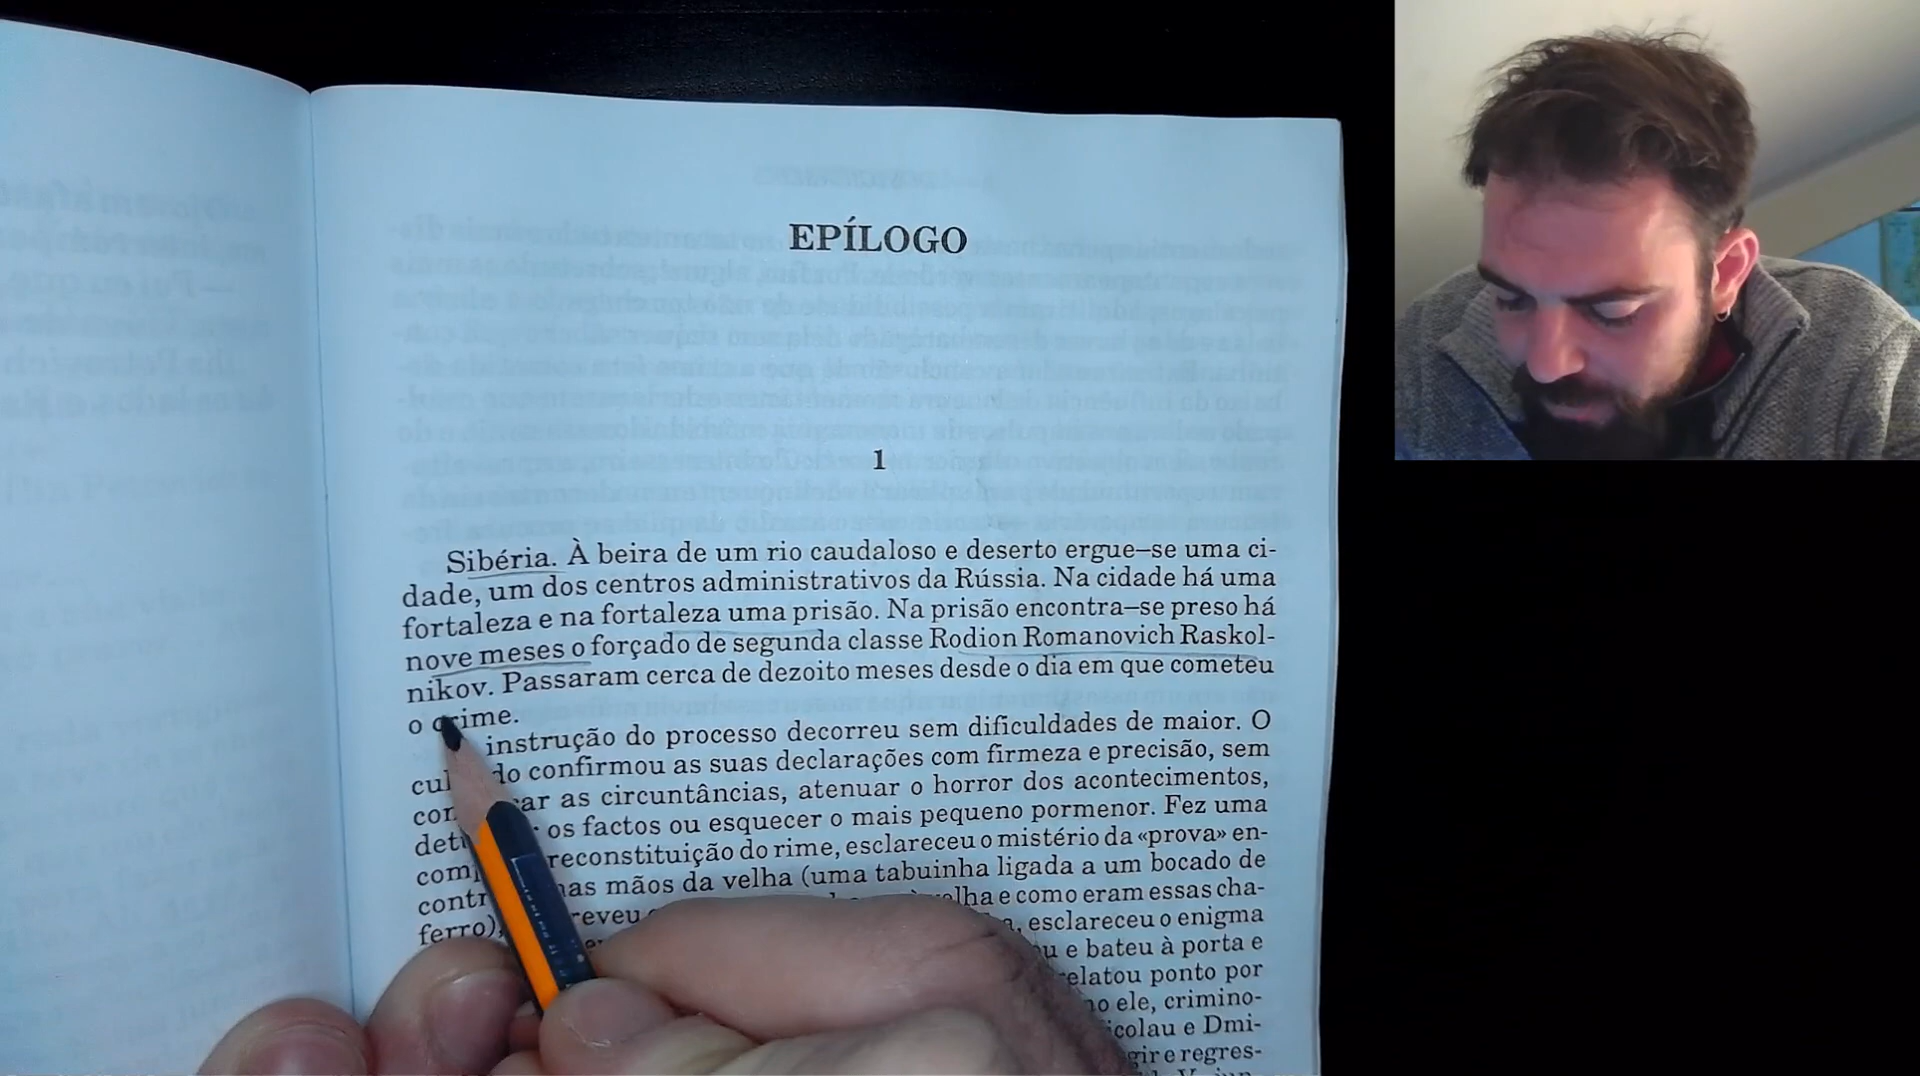 EPÍLOGO
1
Sibéria. À beira de um rio caudaloso e deserto ergue–se uma ci-
dade, um dos centros administrativos da Rússia. Na cidade há uma
fortaleza e na fortaleza uma prisão. Na prisão encontra–se preso há
nove meses o forçado de segunda classe Rodion Romanovich Raskol-
nikov. Passaram cerca de dezoito meses desde o dia em que cometeu
o crime.
instrução do processo decorreu sem dificuldades de maior. O
confirmou as suas declarações com firmeza e precisão, sem
as circuntâncias, atenuar o horror dos acontecimentos,
os factos ou esquecer o mais pequeno pormenor. Fez uma
reconstituição do rime, esclareceu o mistério da «prova» en-
nas mãos da velha (uma tabuinha ligada a um bocado de
ferro), e como eram essas cha-
esclareceu o enigma
e bateu à porta e
relatou ponto por
ele, crimino-
e Dmi-
e regres-